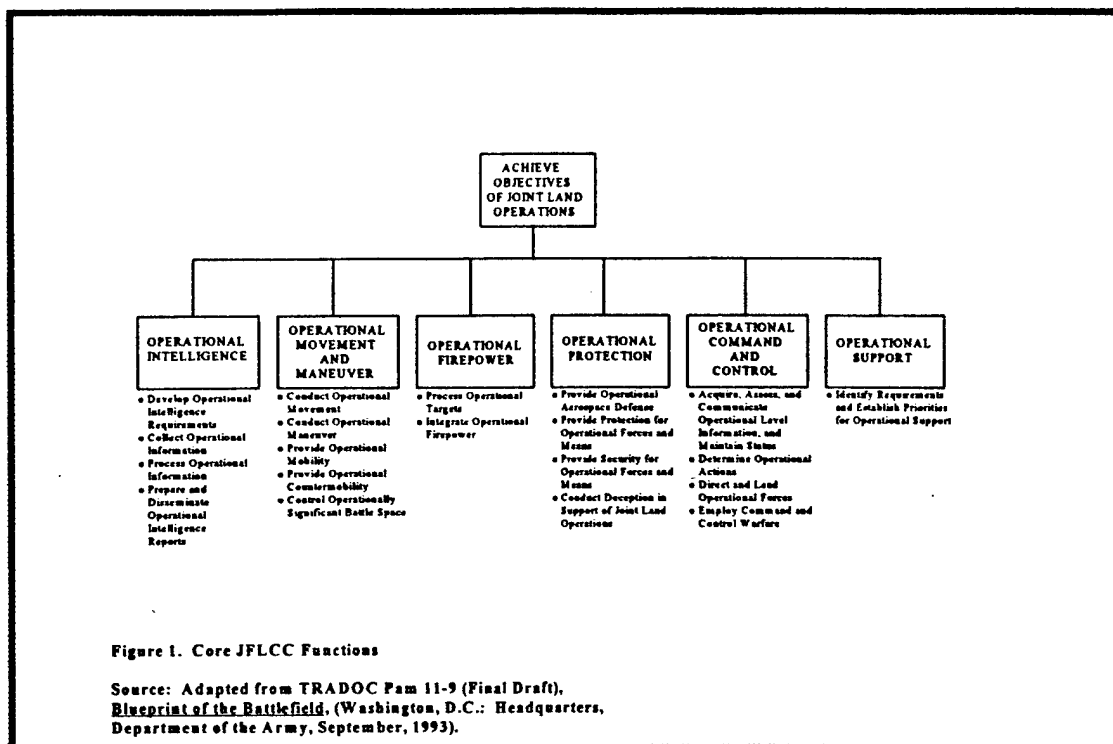 ACHIEVE
OBJECTIVES
OF JOINT LAND
OPERATIONS
OPERATIONAL
INTELLIGENCE
• Develop Operational
Intelligence
Requirements
• Collect Operational
Information
• Process Operational
Information
• Prepare and
Disseminate
Operational
Intelligence
Reports
OPERATIONAL
MOVEMENT
AND
MANEUVER
• Conduct Operational
Movement
• Conduct Operational
Maneuver
• Provide Operational
Mobility
• Provide Operational
Countermobility
• Control Operationally
Significant Battle Space
OPERATIONAL
FIREPOWER
• Process Operational
Targets
• Integrate Operational
Firepower
OPERATIONAL
PROTECTION
• Provide Operational
Aerospace Defense
• Provide Protection for
Operational Forces and
Means
• Provide Security for
Operational Forces and
Means
• Conduct Deception in
Support of Joint Land
Operations
OPERATIONAL
COMMAND
AND
CONTROL
• Acquire, Assess, and
Communicate
Operational Level
Information, and
Maintain Status
• Determine Operational
Actions
• Direct and Land
Operational Forces
• Employ Command and
Control Warfare
OPERATIONAL
SUPPORT
• Identify Requirements
and Establish Priorities
for Operational Support
Figure 1. Core JFLCC Functions
Source: Adapted from TRADOC Pam 11-9 (Final Draft),
Blueprint of the Battlefield, (Washington, D.C.: Headquarters,
Department of the Army, September, 1993).